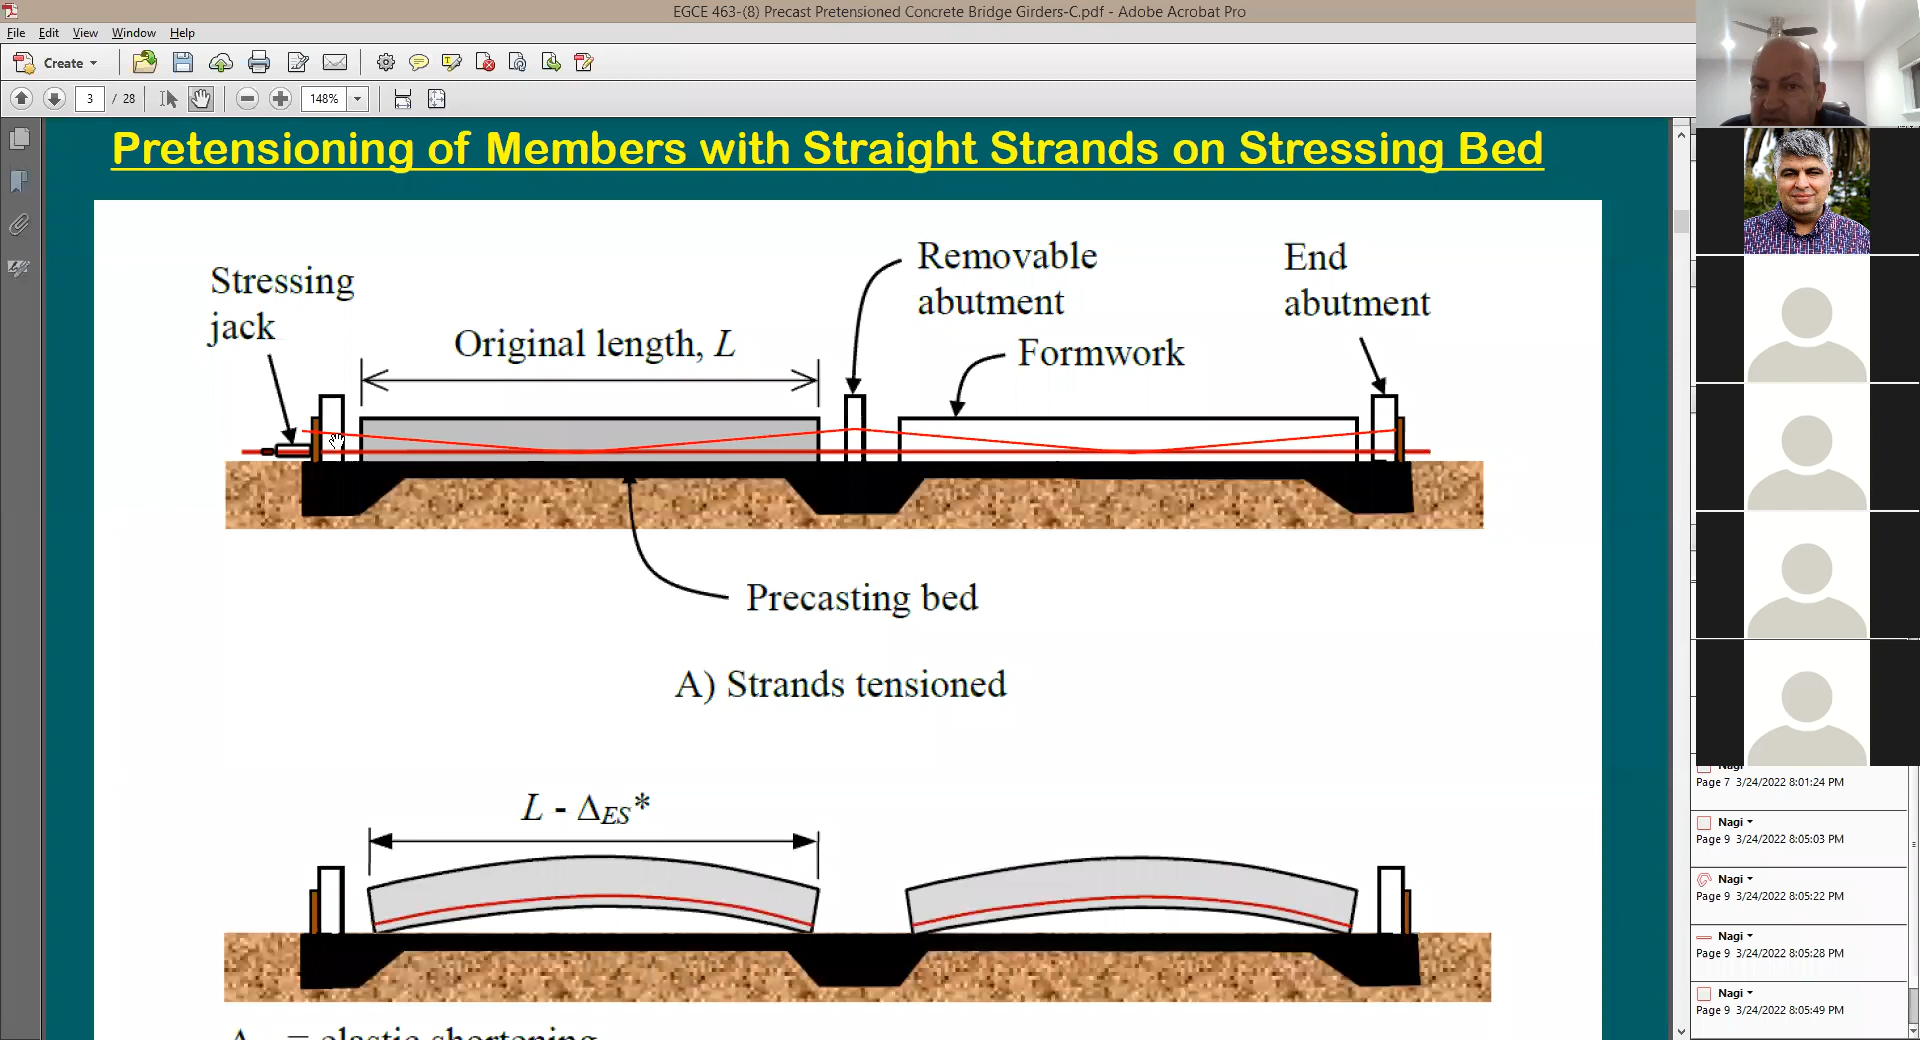 EGCE 463-(8) Precast Pretensioned Concrete Bridge Girders-C.pdf - Adobe Acrobat Pro
File Edit View Window Help
Create
3 / 28
148%
Pretensioning of Members with Straight Strands on Stressing Bed
Stressing
jack
Original length, L
Removable
abutment
Formwork
End
abutment
Precasting bed
A) Strands tensioned
L - ΔES*
= elastic shortening
Nagi
Page 7 3/24/2022 8:01:24 PM
Nagi
Page 9 3/24/2022 8:05:03 PM
Nagi
Page 9 3/24/2022 8:05:22 PM
Nagi
Page 9 3/24/2022 8:05:28 PM
Nagi
Page 9 3/24/2022 8:05:49 PM